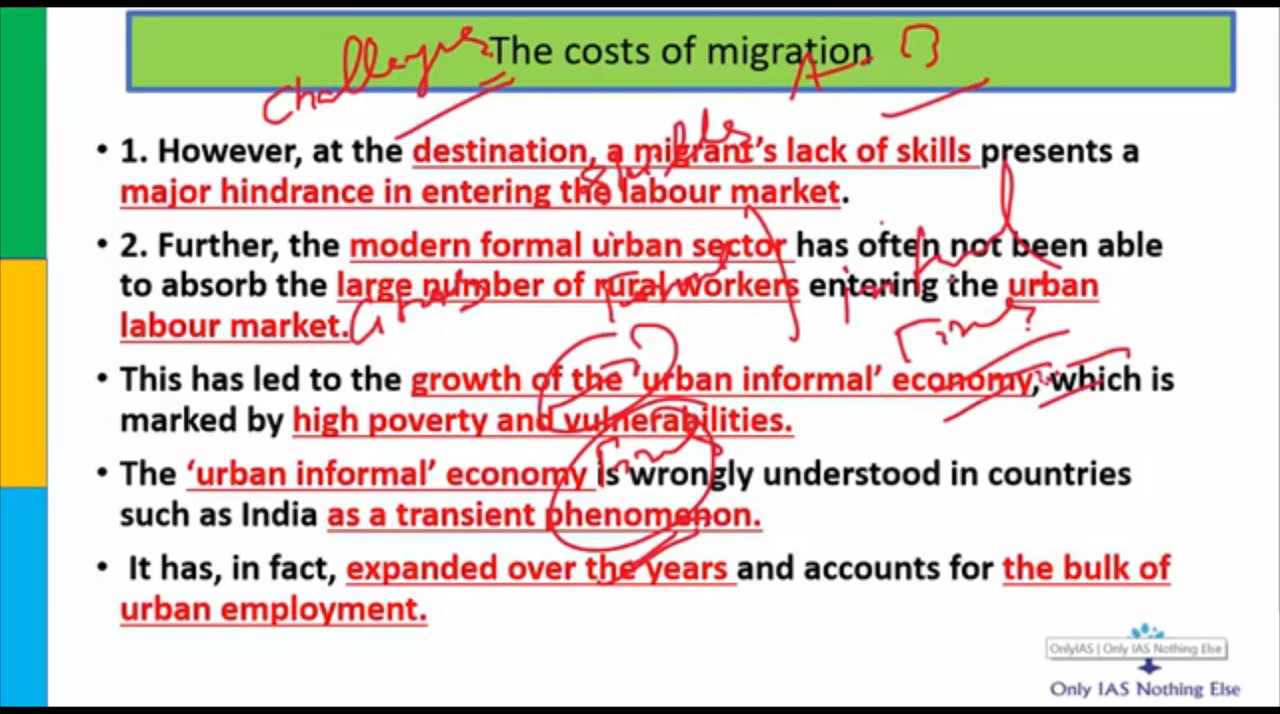 The costs of migration
Challenges
A - B
• 1. However, at the destination, a migrant's lack of skills presents a
major hindrance in entering the labour market.
skills
• 2. Further, the modern formal urban sector has often not been able
to absorb the large number of rural workers entering the urban
labour market.
Formal
• This has led to the growth of the 'urban informal' economy, which is
marked by high poverty and vulnerabilities.
• The 'urban informal' economy is wrongly understood in countries
such as India as a transient phenomenon.
• It has, in fact, expanded over the years and accounts for the bulk of
urban employment.
OnlyIAS | Only IAS Nothing Else
Only IAS Nothing Else